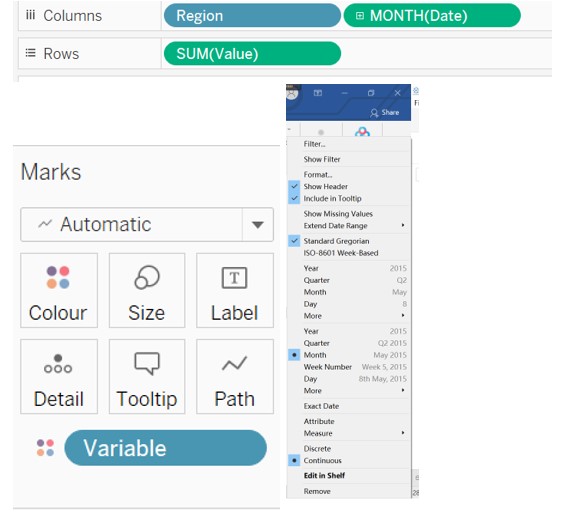 Columns Region MONTH(Date)
Rows SUM(Value)
Share
Marks
Automatic
Colour Size Label
Detail Tooltip Path
Variable
Filter...
Show Filter
Format...
Show Header
Include in Tooltip
Show Missing Values
Extend Date Range
Standard Gregorian
ISO-8601 Week-Based
Year 2015
Quarter Q2
Month May
Day 8
More
Year 2015
Quarter Q2 2015
Month May 2015
Week Number Week 5, 2015
Day 8th May, 2015
More
Exact Date
Attribute
Measure
Discrete
Continuous
Edit in Shelf
Remove